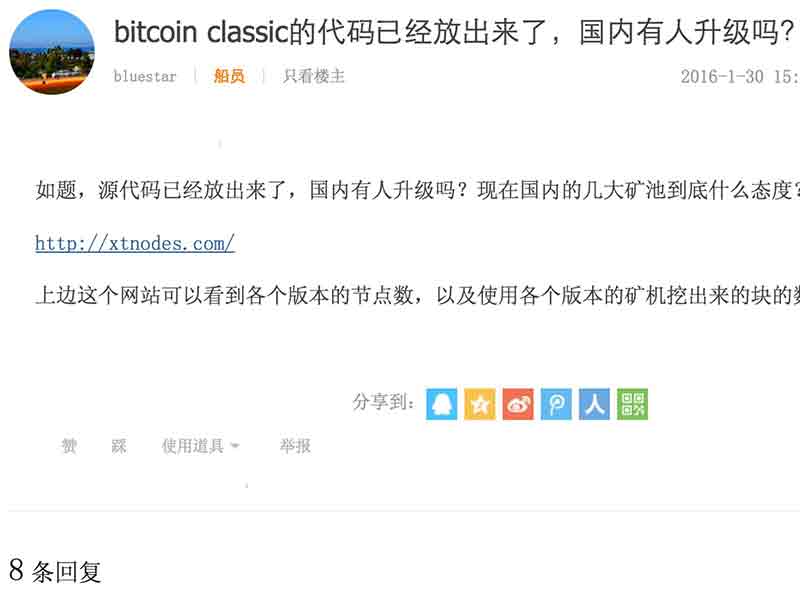 bitcoin classic的代码已经放出来了，国内有人升级吗?
bluestar | 船员 | 只看楼主 2016-1-30 15:
如题，源代码已经放出来了，国内有人升级吗？现在国内的几大矿池到底什么态度?
http://xtnodes.com/
上边这个网站可以看到各个版本的节点数，以及使用各个版本的矿机挖出来的块的数
分享到：
赞 踩 使用道具 举报
8 条回复